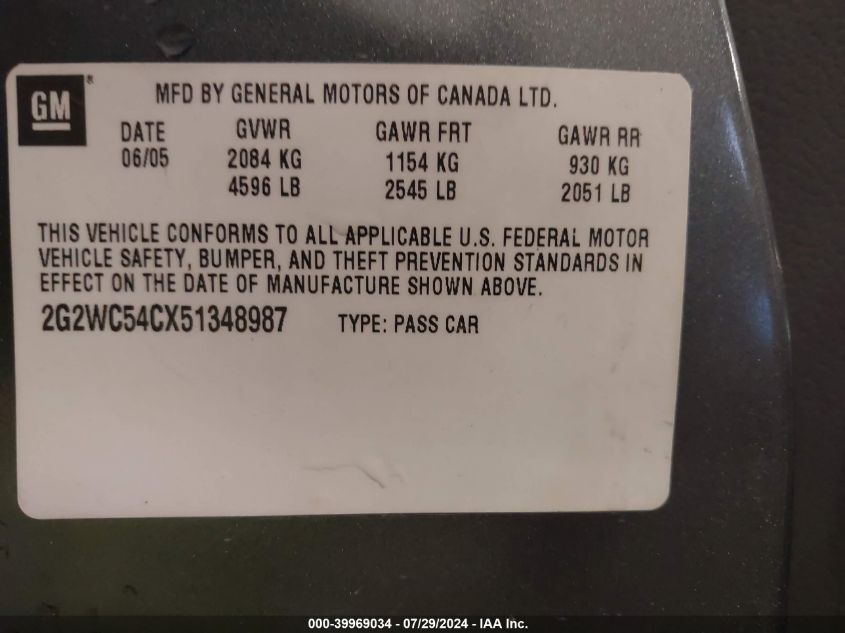 GM®
MFD BY GENERAL MOTORS OF CANADA LTD.
DATE GVWR GAWR FRT GAWR RR
06/05 2084 KG 1154 KG 930 KG
4596 LB 2545 LB 2051 LB
THIS VEHICLE CONFORMS TO ALL APPLICABLE U.S. FEDERAL MOTOR
VEHICLE SAFETY, BUMPER, AND THEFT PREVENTION STANDARDS IN
EFFECT ON THE DATE OF MANUFACTURE SHOWN ABOVE.
2G2WC54CX51348987 TYPE: PASS CAR
000-39969034 / 07/29/2024 - IAA Inc.